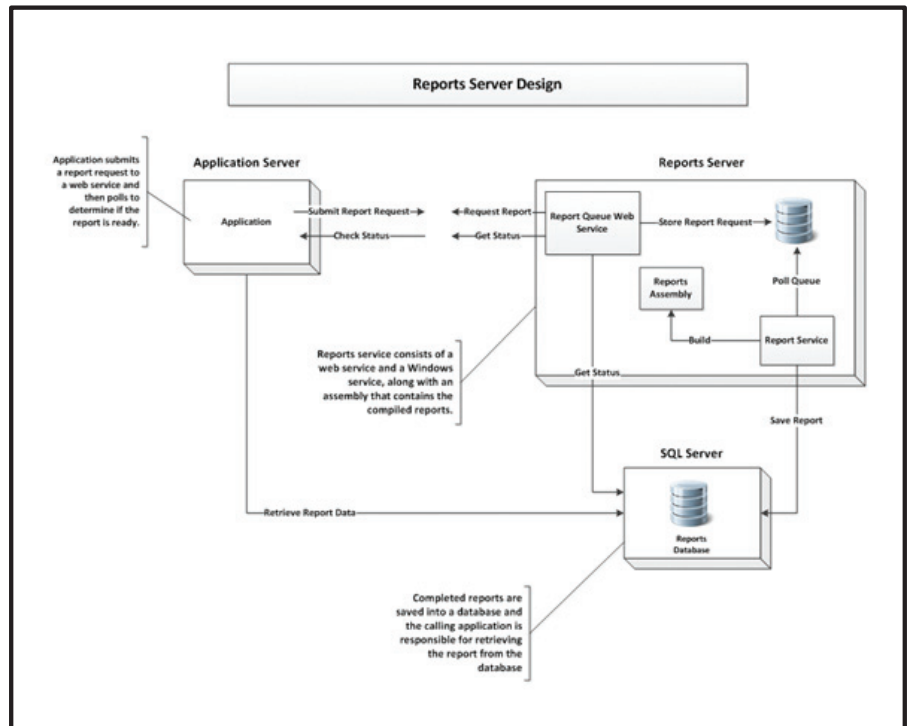 Reports Server Design
Application submits
a report request to
a web service and
then polls to
determine if the
report is ready.
Application Server
Application
Submit Report Request
Check Status
Reports Server
Request Report
Get Status
Report Queue Web
Service
Store Report Request
Poll Queue
Reports
Assembly
Build
Report Service
Reports service consists of a
web service and a Windows
service, along with an
assembly that contains the
compiled reports.
Get Status
Save Report
SQL Server
Retrieve Report Data
Reports
Database
Completed reports are
saved into a database and
the calling application is
responsible for retrieving
the report from the
database